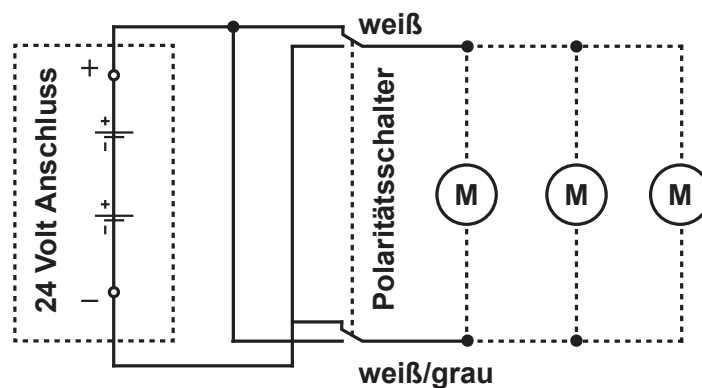 weiß
24 Volt Anschluss
+
+
−
+
−
−
Polaritätsschalter
M
M
M
weiß/grau